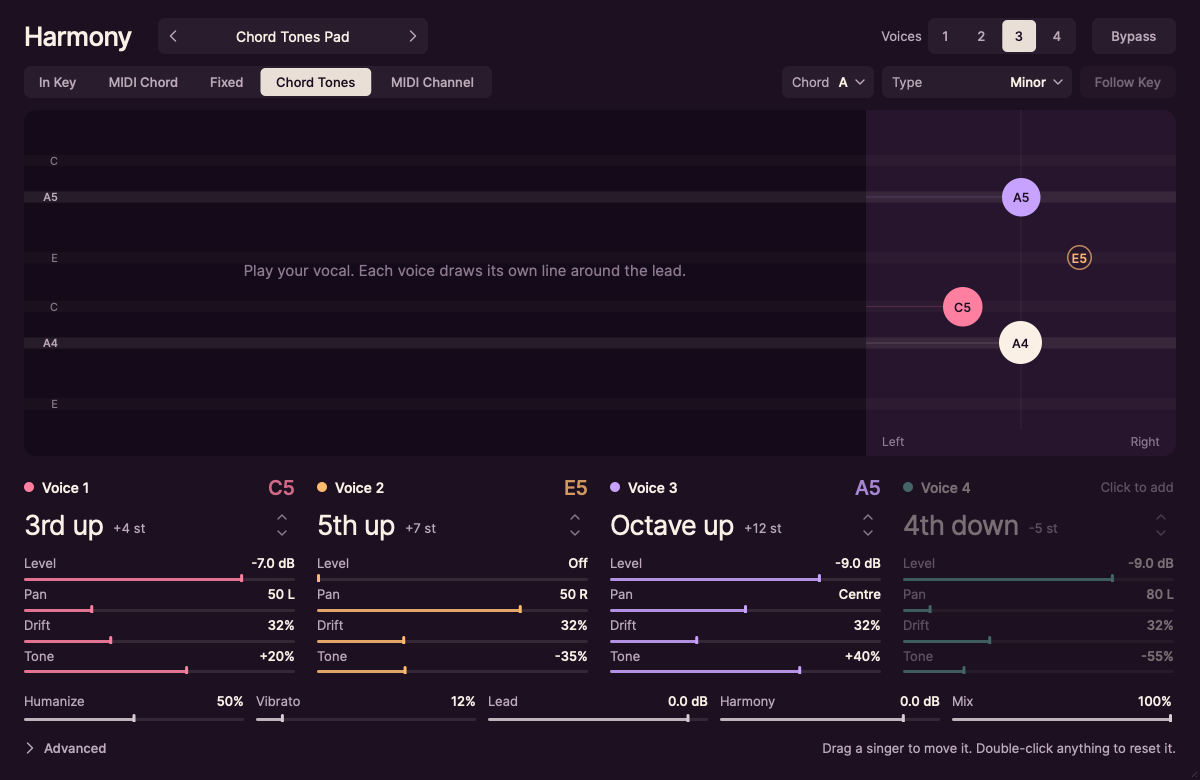 Harmony
Chord Tones Pad
Voices 1 2 3 4 Bypass
In Key MIDI Chord Fixed Chord Tones MIDI Channel
Chord A Type Minor Follow Key
C
A5 A5
E E5
Play your vocal. Each voice draws its own line around the lead.
C C5
A4 A4
E
Left Right
Voice 1 C5 Voice 2 E5 Voice 3 A5 Voice 4 Click to add
3rd up +4 st 5th up +7 st Octave up +12 st 4th down -5 st
Level -7.0 dB Level Off Level -9.0 dB Level -9.0 dB
Pan 50 L Pan 50 R Pan Centre Pan 80 L
Drift 32% Drift 32% Drift 32% Drift 32%
Tone +20% Tone -35% Tone +40% Tone -55%
Humanize 50% Vibrato 12% Lead 0.0 dB Harmony 0.0 dB Mix 100%
Advanced Drag a singer to move it. Double-click anything to reset it.